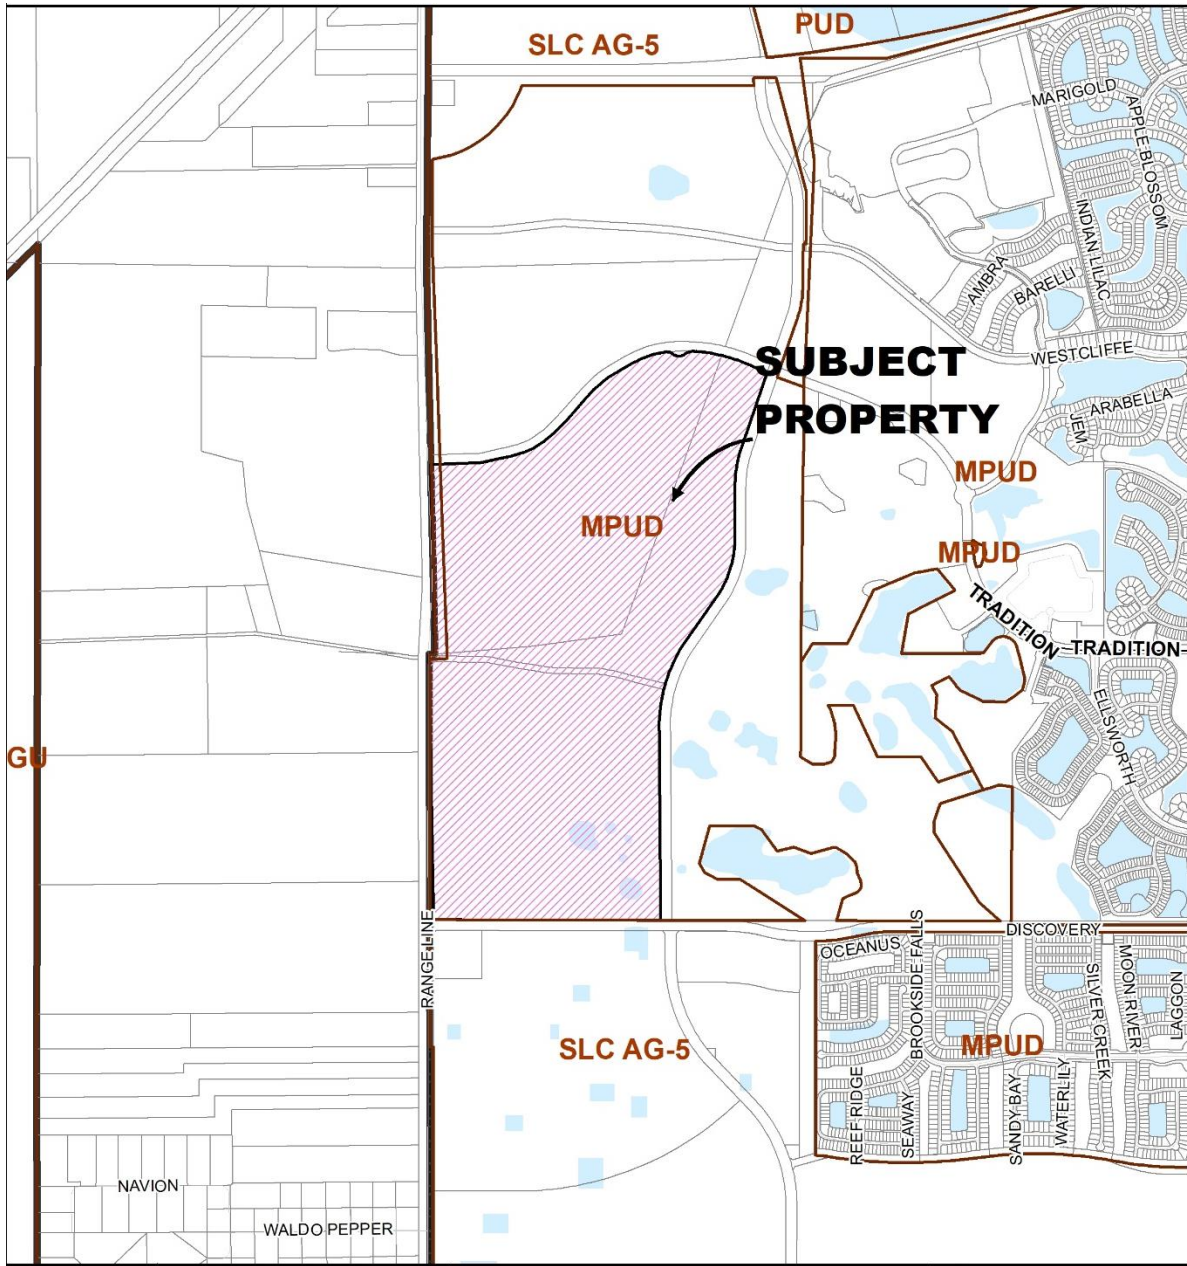 PUD
SLC AG-5
MARIGOLD
APPLE BLOSSOM
INDIAN LILAC
AMBRA
BARELLI
WESTCLIFFE
SUBJECT
PROPERTY
ARABELLA
JEM
MPUD
MPUD
MPUD
TRADITION
TRADITION
ELLSWORTH
GU
RANGE LINE
DISCOVERY
OCEANUS
BROOKSIDE FALLS
SILVER CREEK
MOON RIVER
LAGGON
SLC AG-5
MPUD
REEF RIDGE
SEAWAY
SANDY BAY
WATERLILY
NAVION
WALDO PEPPER